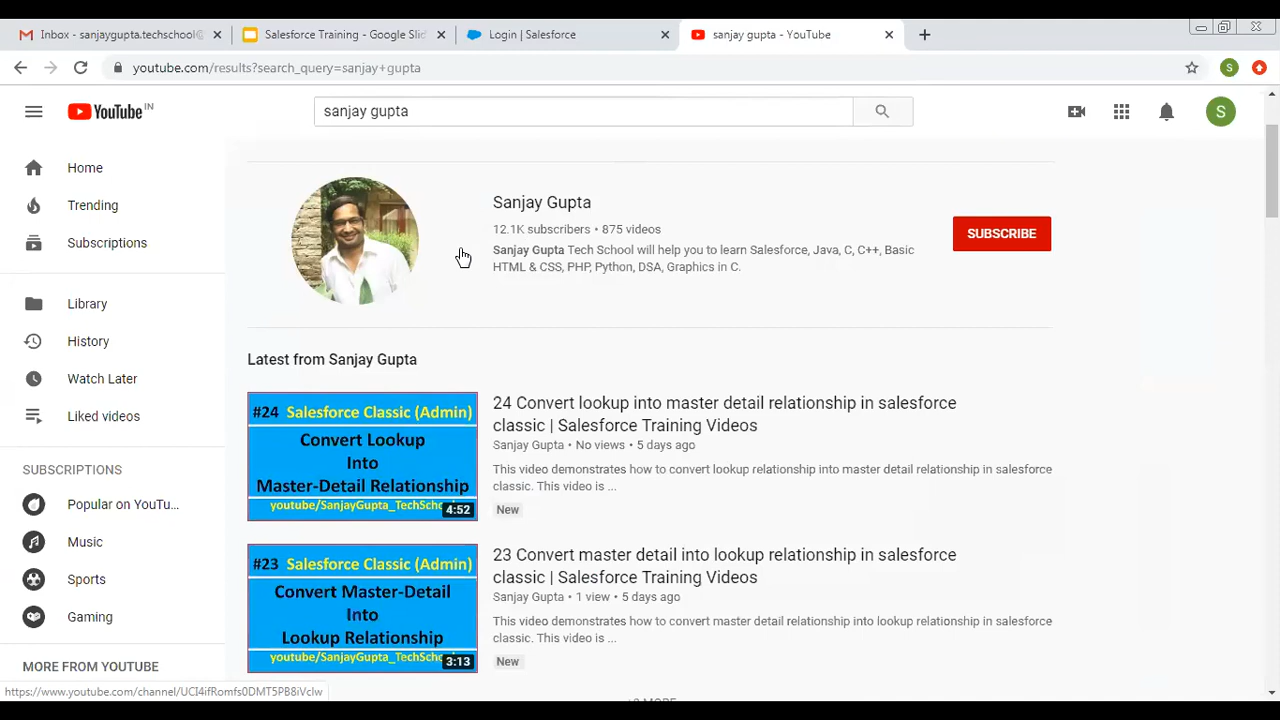 Inbox - sanjaygupta.techschool@
Salesforce Training - Google Slid
Login | Salesforce
sanjay gupta - YouTube
youtube.com/results?search_query=sanjay+gupta
S
YouTube IN
sanjay gupta
S
Home
Trending
Subscriptions
Library
History
Watch Later
Liked videos
SUBSCRIPTIONS
Popular on YouTu...
Music
Sports
Gaming
MORE FROM YOUTUBE
Sanjay Gupta
12.1K subscribers • 875 videos
Sanjay Gupta Tech School will help you to learn Salesforce, Java, C, C++, Basic
HTML & CSS, PHP, Python, DSA, Graphics in C.
SUBSCRIBE
Latest from Sanjay Gupta
#24 Salesforce Classic (Admin)
Convert Lookup
Into
Master-Detail Relationship
youtube/SanjayGupta_TechScho
4:52
24 Convert lookup into master detail relationship in salesforce
classic | Salesforce Training Videos
Sanjay Gupta • No views • 5 days ago
This video demonstrates how to convert lookup relationship into master detail relationship in salesforce
classic. This video is ...
New
#23 Salesforce Classic (Admin)
Convert Master-Detail
Into
Lookup Relationship
youtube/SanjayGupta_TechScho
3:13
23 Convert master detail into lookup relationship in salesforce
classic | Salesforce Training Videos
Sanjay Gupta • 1 view • 5 days ago
This video demonstrates how to convert master detail relationship into lookup relationship in salesforce
classic. This video is ...
New
https://www.youtube.com/channel/UCI4ifRomfs0DMT5PB8iVclw